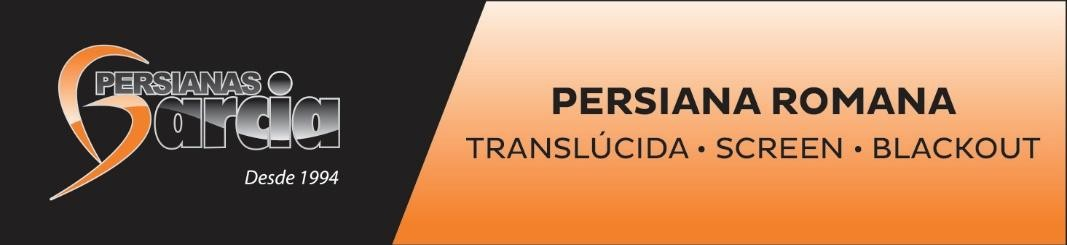 PERSIANAS
Garcia
Desde 1994
PERSIANA ROMANA
TRANSLÚCIDA • SCREEN • BLACKOUT